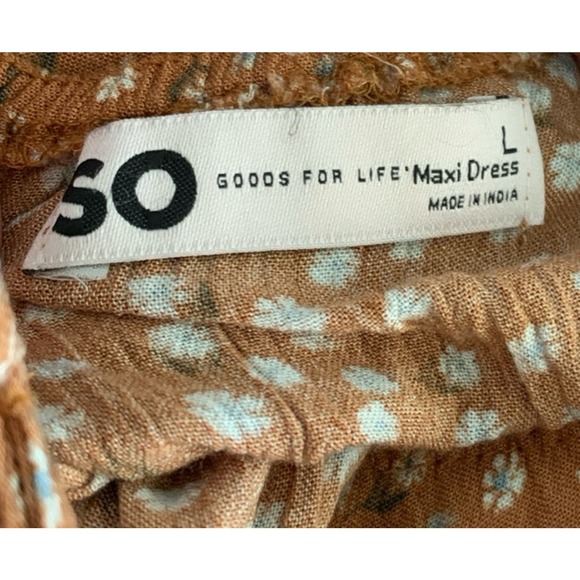 SO GOODS FOR LIFE• L
Maxi Dress
MADE IN INDIA